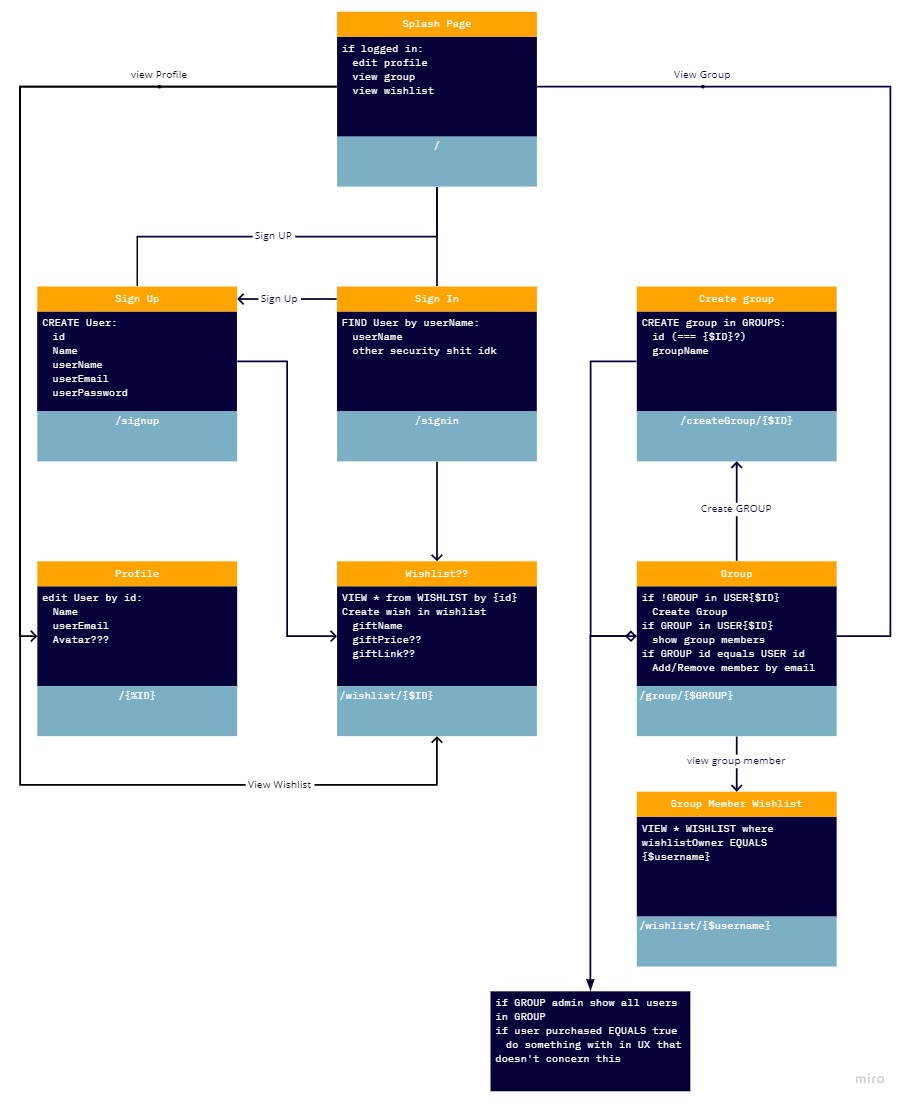 Splash Page
if logged in:
edit profile
view group
view wishlist
/
view Profile
View Group
Sign UP
Sign Up
CREATE User:
id
Name
userName
userEmail
userPassword
/signup
Sign Up
Sign In
FIND User by userName:
userName
other security shit idk
/signin
Create group
CREATE group in GROUPS:
id (=== {$ID}?)
groupName
/createGroup/{$ID}
Create GROUP
Profile
edit User by id:
Name
userEmail
Avatar???
/{%ID}
Wishlist??
VIEW * from WISHLIST by {id}
Create wish in wishlist
giftName
giftPrice??
giftLink??
/wishlist/{$ID}
Group
if !GROUP in USER{$ID}
Create Group
if GROUP in USER{$ID}
show group members
if GROUP id equals USER id
Add/Remove member by email
/group/{$GROUP}
View Wishlist
view group member
Group Member Wishlist
VIEW * WISHLIST where
wishlistOwner EQUALS
{$username}
/wishlist/{$username}
if GROUP admin show all users
in GROUP
if user purchased EQUALS true
do something with in UX that
doesn't concern this
miro